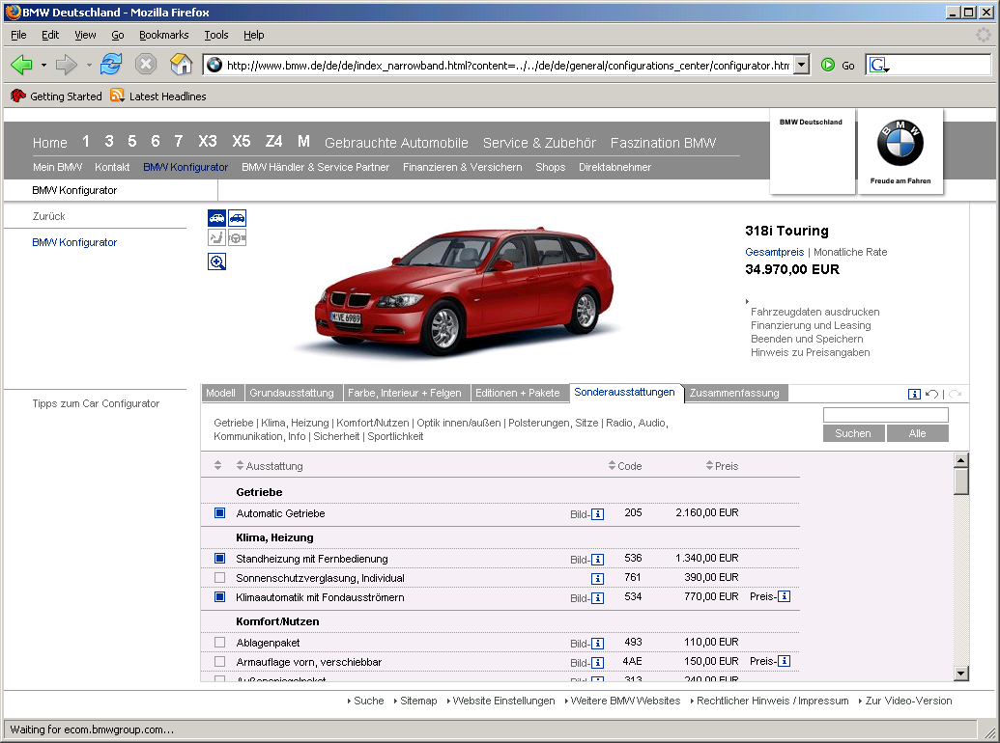 BMW Deutschland - Mozilla Firefox
File Edit View Go Bookmarks Tools Help
http://www.bmw.de/de/de/index_narrowband.html?content=../../de/de/general/configurations_center/configurator.htm Go G
Getting Started Latest Headlines
BMW Deutschland
BMW
Freude am Fahren
Home 1 3 5 6 7 X3 X5 Z4 M Gebrauchte Automobile Service & Zubehör Faszination BMW
Mein BMW Kontakt BMW Konfigurator BMW Händler & Service Partner Finanzieren & Versichern Shops Direktabnehmer
BMW Konfigurator
Zurück
BMW Konfigurator
M·VE 6989
318i Touring
Gesamtpreis | Monatliche Rate
34.970,00 EUR
Fahrzeugdaten ausdrucken
Finanzierung und Leasing
Beenden und Speichern
Hinweis zu Preisangaben
Tipps zum Car Configurator
Modell Grundausstattung Farbe, Interieur + Felgen Editionen + Pakete Sonderausstattungen Zusammenfassung i |
Getriebe | Klima, Heizung | Komfort/Nutzen | Optik innen/außen | Polsterungen, Sitze | Radio, Audio,
Kommunikation, Info | Sicherheit | Sportlichkeit
Suchen Alle
Ausstattung Code Preis
Getriebe
Automatic Getriebe Bild- i 205 2.160,00 EUR
Klima, Heizung
Standheizung mit Fernbedienung Bild- i 536 1.340,00 EUR
Sonnenschutzverglasung, Individual i 761 390,00 EUR
Klimaautomatik mit Fondausströmern Bild- i 534 770,00 EUR Preis- i
Komfort/Nutzen
Ablagenpaket Bild- i 493 110,00 EUR
Armauflage vorn, verschiebbar Bild- i 4AE 150,00 EUR Preis- i
Außenspiegelpaket Bild- i 313 240,00 EUR
Suche Sitemap Website Einstellungen Weitere BMW Websites Rechtlicher Hinweis / Impressum Zur Video-Version
Waiting for ecom.bmwgroup.com...